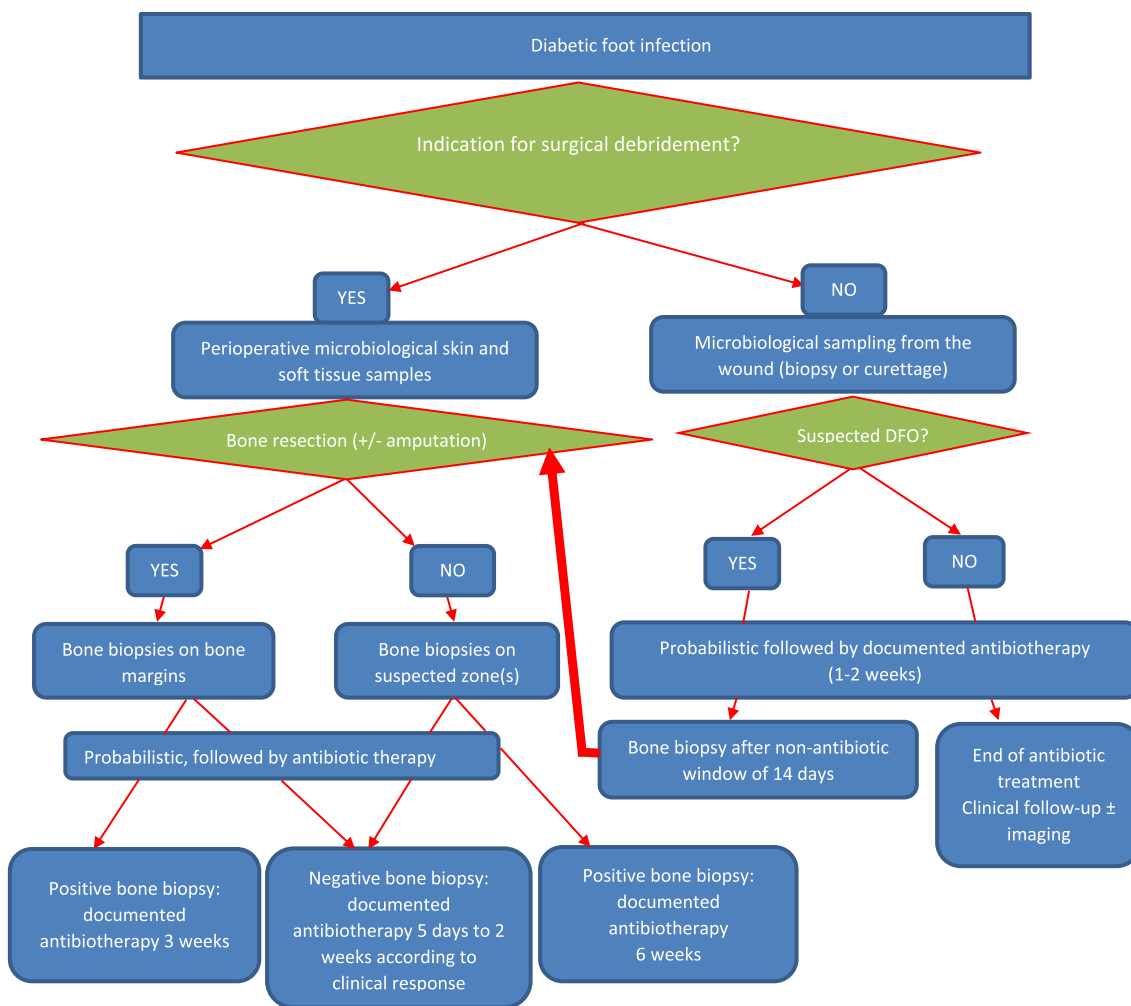 Diabetic foot infection
Indication for surgical debridement?
YES
NO
Perioperative microbiological skin and
soft tissue samples
Microbiological sampling from the
wound (biopsy or curettage)
Bone resection (+/- amputation)
Suspected DFO?
YES
NO
YES
NO
Bone biopsies on bone
margins
Bone biopsies on
suspected zone(s)
Probabilistic followed by documented antibiotherapy
(1-2 weeks)
Probabilistic, followed by antibiotic therapy
Bone biopsy after non-antibiotic
window of 14 days
End of antibiotic
treatment
Clinical follow-up ±
imaging
Positive bone biopsy:
documented
antibiotherapy 3 weeks
Negative bone biopsy:
documented
antibiotherapy 5 days to 2
weeks according to
clinical response
Positive bone biopsy:
documented
antibiotherapy
6 weeks